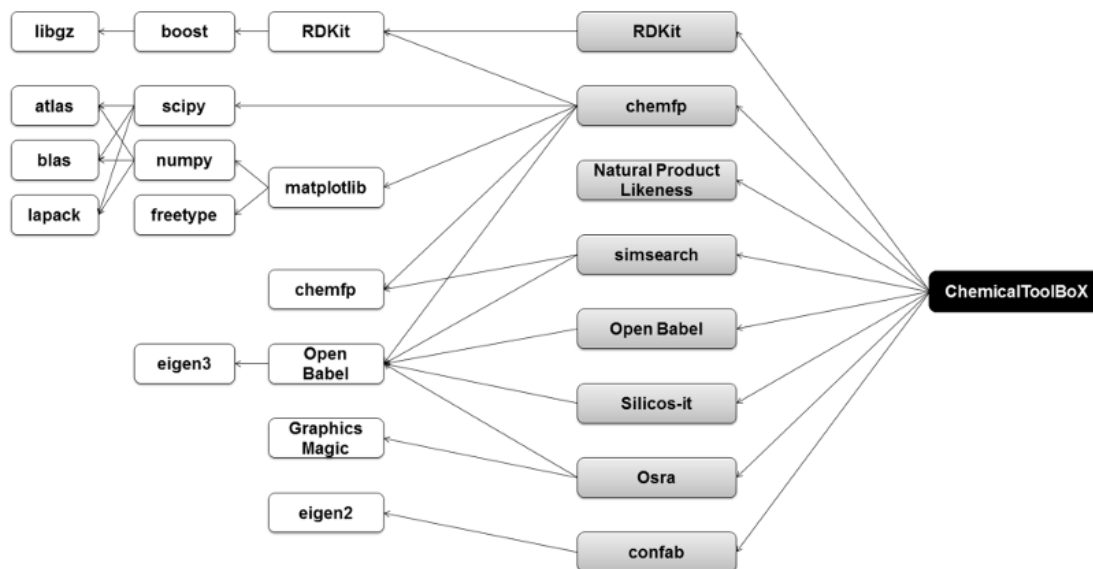 libgz
boost
RDKit
RDKit
atlas
scipy
chemfp
blas
numpy
matplotlib
Natural Product
Likeness
lapack
freetype
chemfp
simsearch
ChemicalToolBoX
Open Babel
eigen3
Open
Babel
Silicos-it
Graphics
Magic
Osra
eigen2
confab